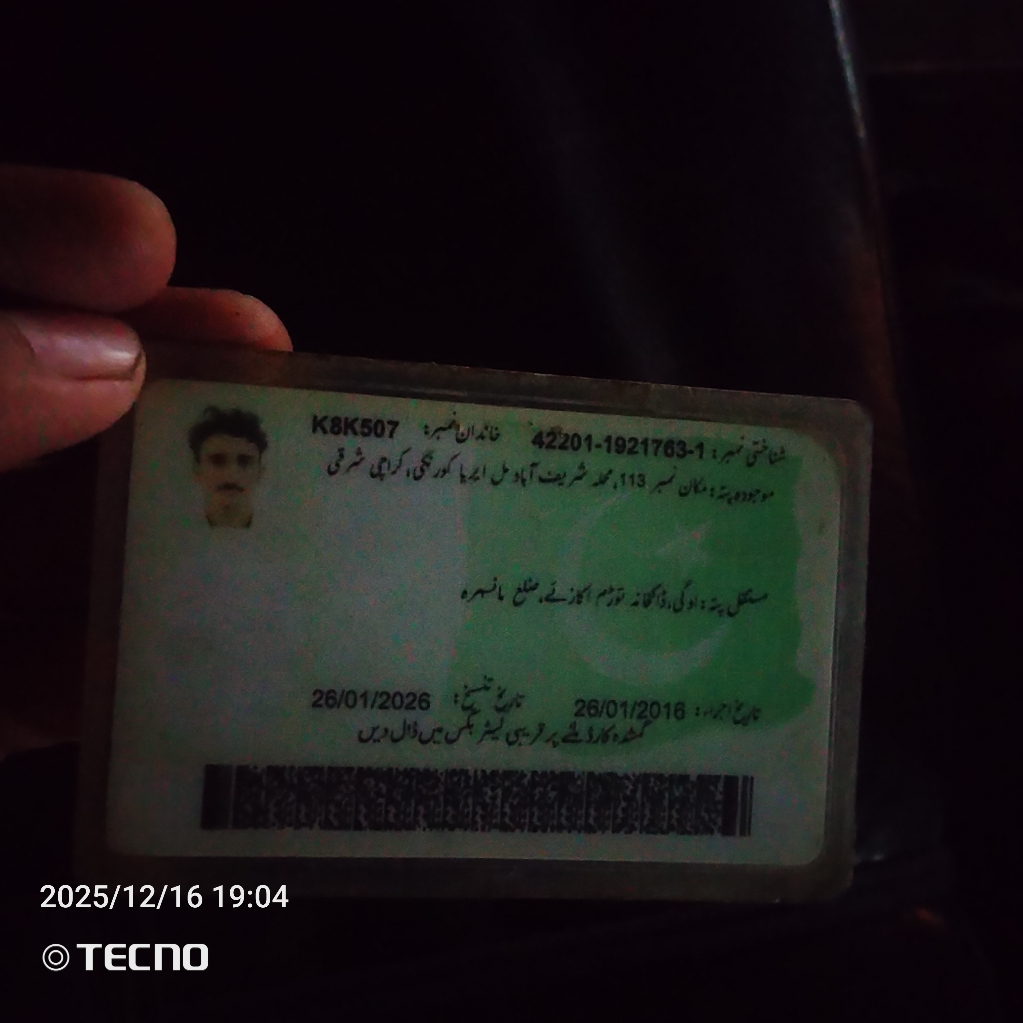 شناختی نمبر: 42201-1921763-1 خاندان نمبر: K8K507
موجودہ پتہ: مکان نمبر 113، محلہ شریف آباد مل ایریا کورنگی، کراچی شرقی
مستقل پتہ: اوگی، ڈاکخانہ ضلع مانسہرہ
تاریخ اجراء: 26/01/2016 تاریخ تنسیخ: 26/01/2026
گمشدہ کارڈ ملنے پر قریبی لیٹر بکس میں ڈال دیں
2025/12/16 19:04
TECNO